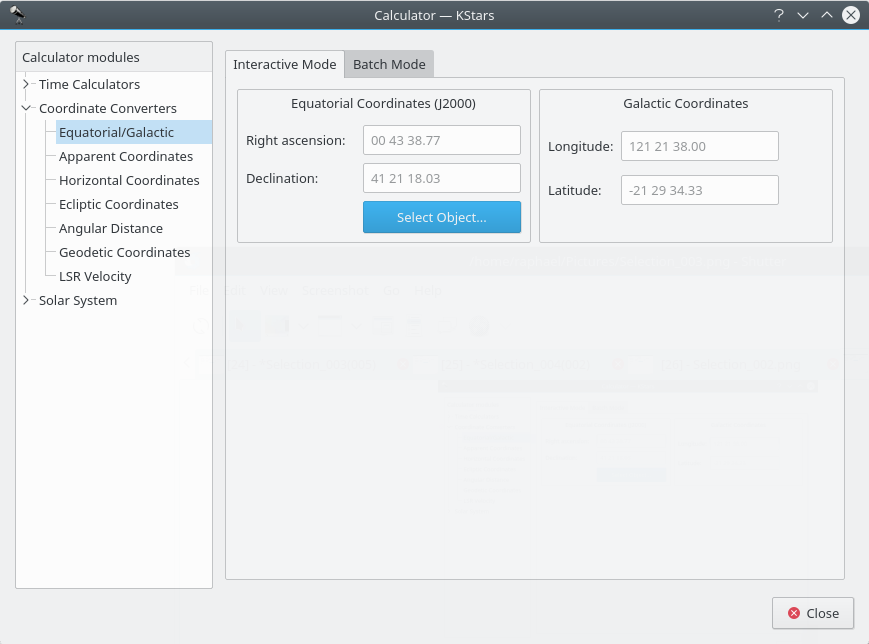 Calculator — KStars
Calculator modules
Time Calculators
Coordinate Converters
Equatorial/Galactic
Apparent Coordinates
Horizontal Coordinates
Ecliptic Coordinates
Angular Distance
Geodetic Coordinates
LSR Velocity
Solar System
Interactive Mode
Batch Mode
Equatorial Coordinates (J2000)
Right ascension: 00 43 38.77
Declination: 41 21 18.03
Select Object...
Galactic Coordinates
Longitude: 121 21 38.00
Latitude: -21 29 34.33
Close